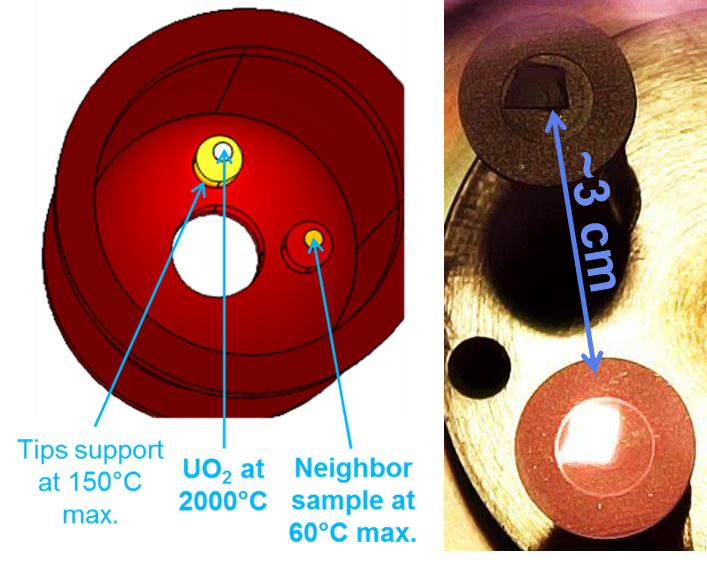 Tips support
at 150°C
max.
UO₂ at
2000°C
Neighbor
sample at
60°C max.
~3 cm